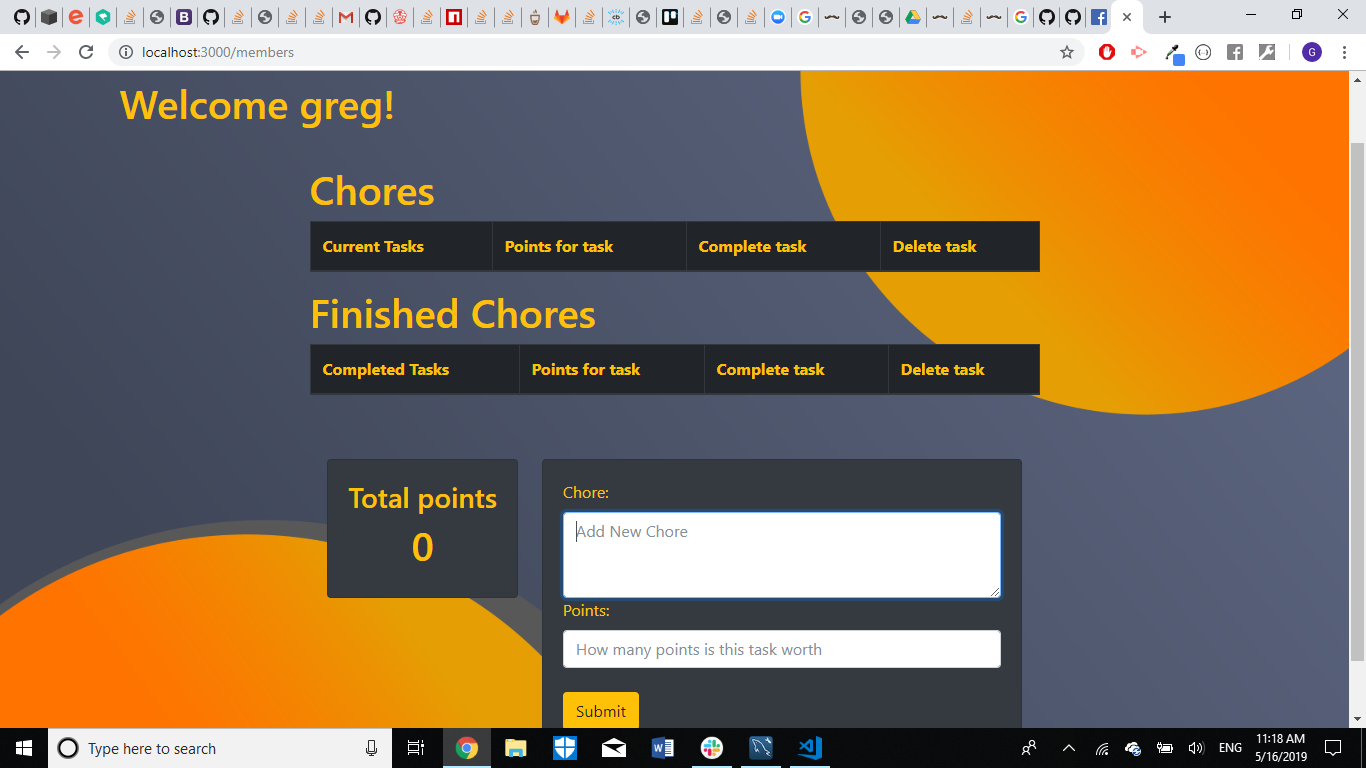 localhost:3000/members
G
Welcome greg!
Chores
Current Tasks Points for task Complete task Delete task
Finished Chores
Completed Tasks Points for task Complete task Delete task
Total points
0
Chore:
Add New Chore
Points:
How many points is this task worth
Submit
Type here to search
ENG
11:18 AM
5/16/2019